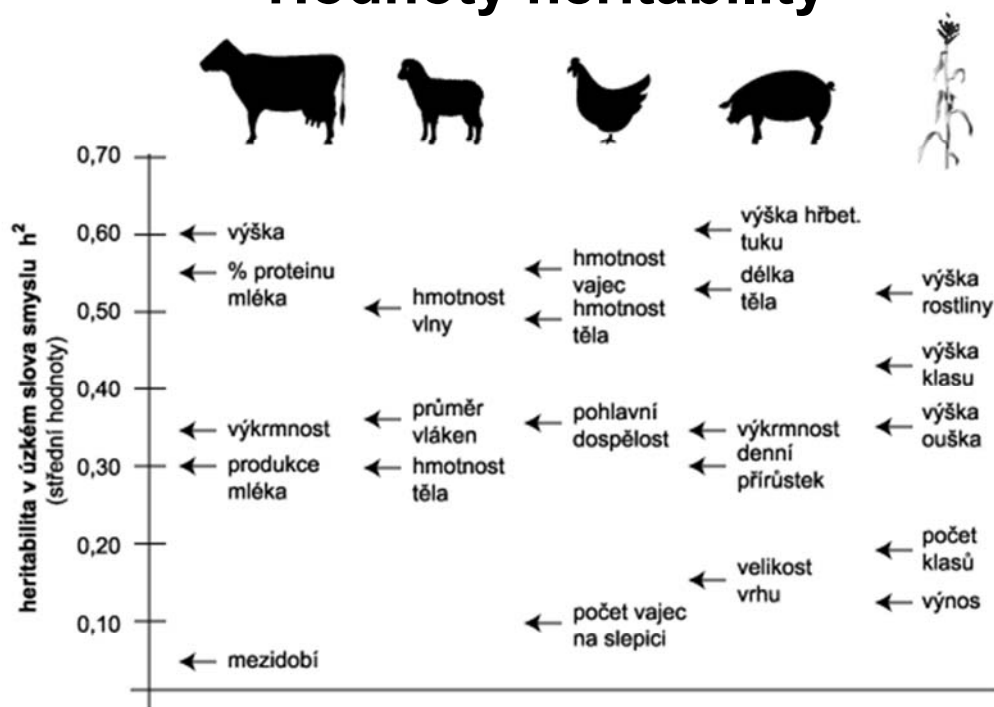 Hodnoty heritability
heritabilita v úzkém slova smyslu h²
(střední hodnoty)
0,70
0,60
0,50
0,40
0,30
0,20
0,10
výška
% proteinu
mléka
výkrmnost
produkce
mléka
mezidobí
hmotnost
vlny
průměr
vláken
hmotnost
těla
hmotnost
vajec
hmotnost
těla
pohlavní
dospělost
počet vajec
na slepici
výška hřbet.
tuku
délka
těla
výkrmnost
denní
přírůstek
velikost
vrhu
výška
rostliny
výška
klasu
výška
ouška
počet
klasů
výnos